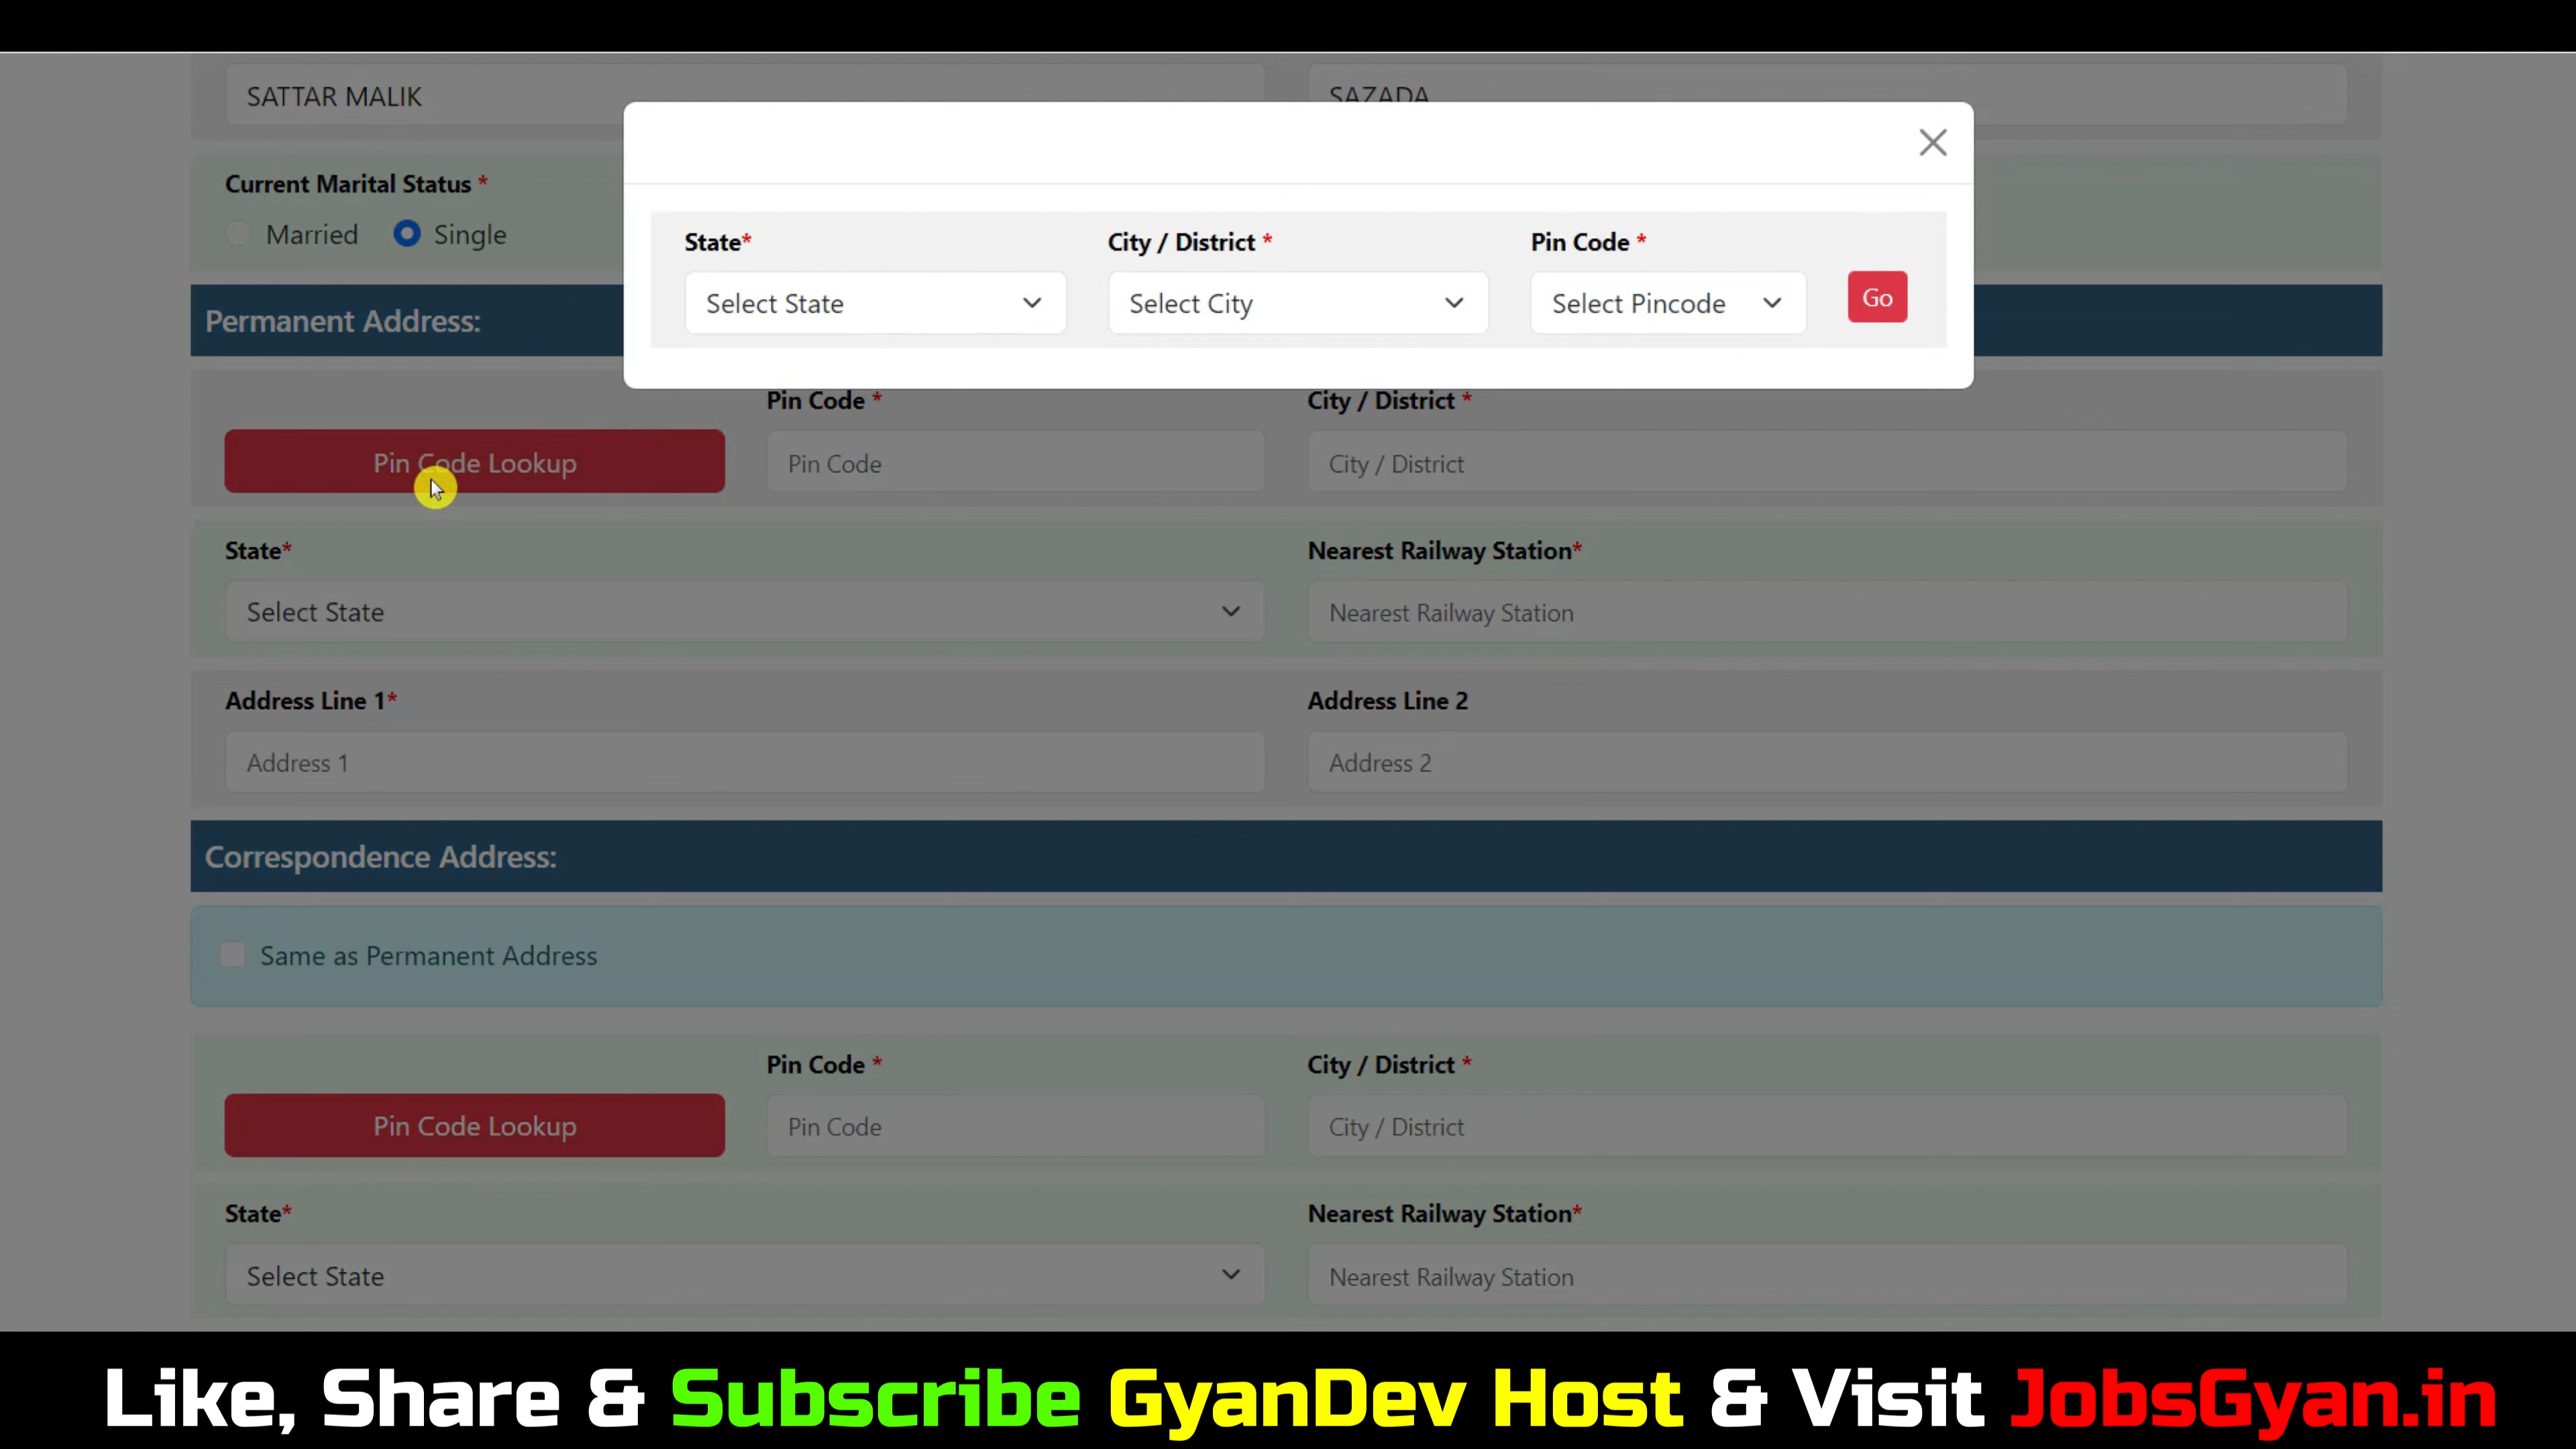 SATTAR MALIK
SAZADA
Current Marital Status *
Married Single
State* City / District * Pin Code *
Select State Select City Select Pincode Go
Permanent Address:
Pin Code * City / District *
Pin Code Lookup Pin Code City / District
State* Nearest Railway Station*
Select State Nearest Railway Station
Address Line 1* Address Line 2
Address 1 Address 2
Correspondence Address:
Same as Permanent Address
Pin Code * City / District *
Pin Code Lookup Pin Code City / District
State* Nearest Railway Station*
Select State Nearest Railway Station
Like, Share & Subscribe GyanDev Host & Visit JobsGyan.in